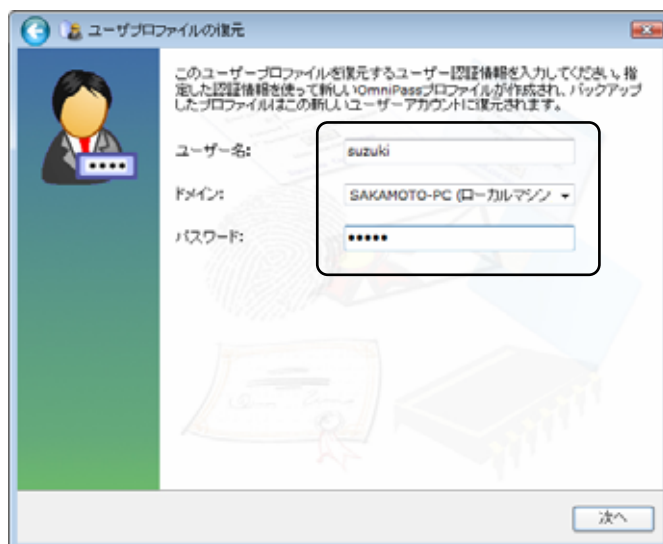 ユーザプロファイルの復元
このユーザープロファイルを復元するユーザー認証情報を入力してください。指
定した認証情報を使って新しいOmniPassプロファイルが作成され、バックアップ
したプロファイルはこの新しいユーザーアカウントに復元されます。
ユーザー名: suzuki
ドメイン: SAKAMOTO-PC (ローカルマシン
パスワード: •••••
次へ